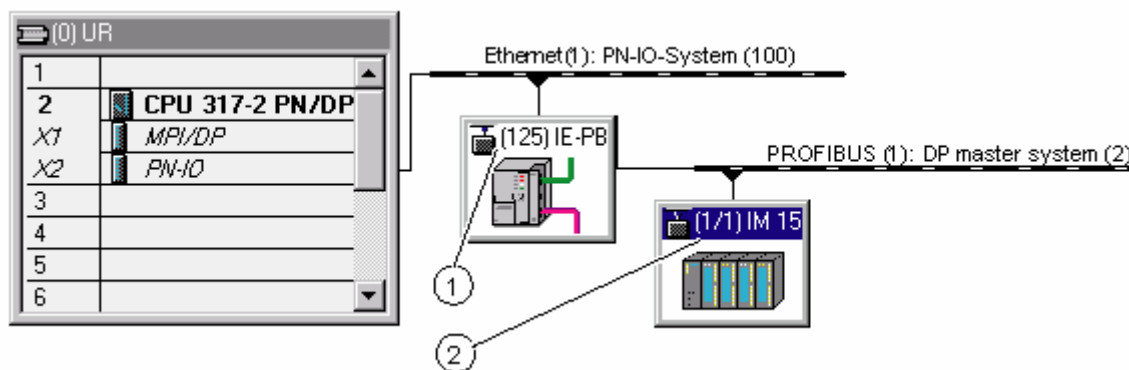 (0) UR
1
2 CPU 317-2 PN/DP
X1 MPI/DP
X2 PN-IO
3
4
5
6
Ethernet(1): PN-IO-System (100)
(125) IE-PB
PROFIBUS (1): DP master system (2)
(1/1) IM 15
1
2